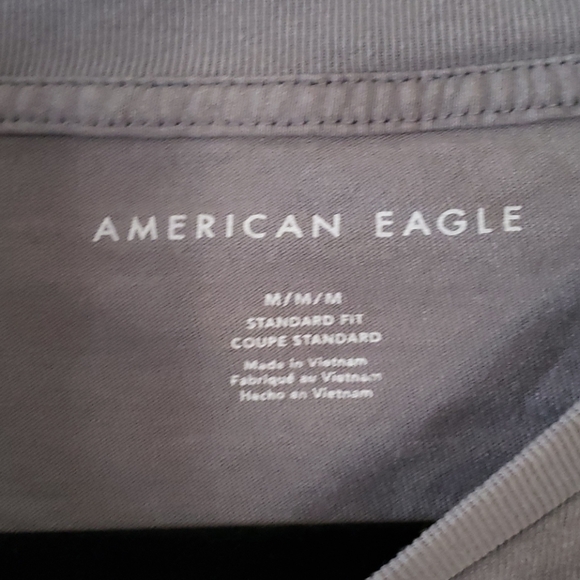 AMERICAN EAGLE
M/M/M
STANDARD FIT
COUPE STANDARD
Made in Vietnam
Fabriqué au Vietnam
Hecho en Vietnam